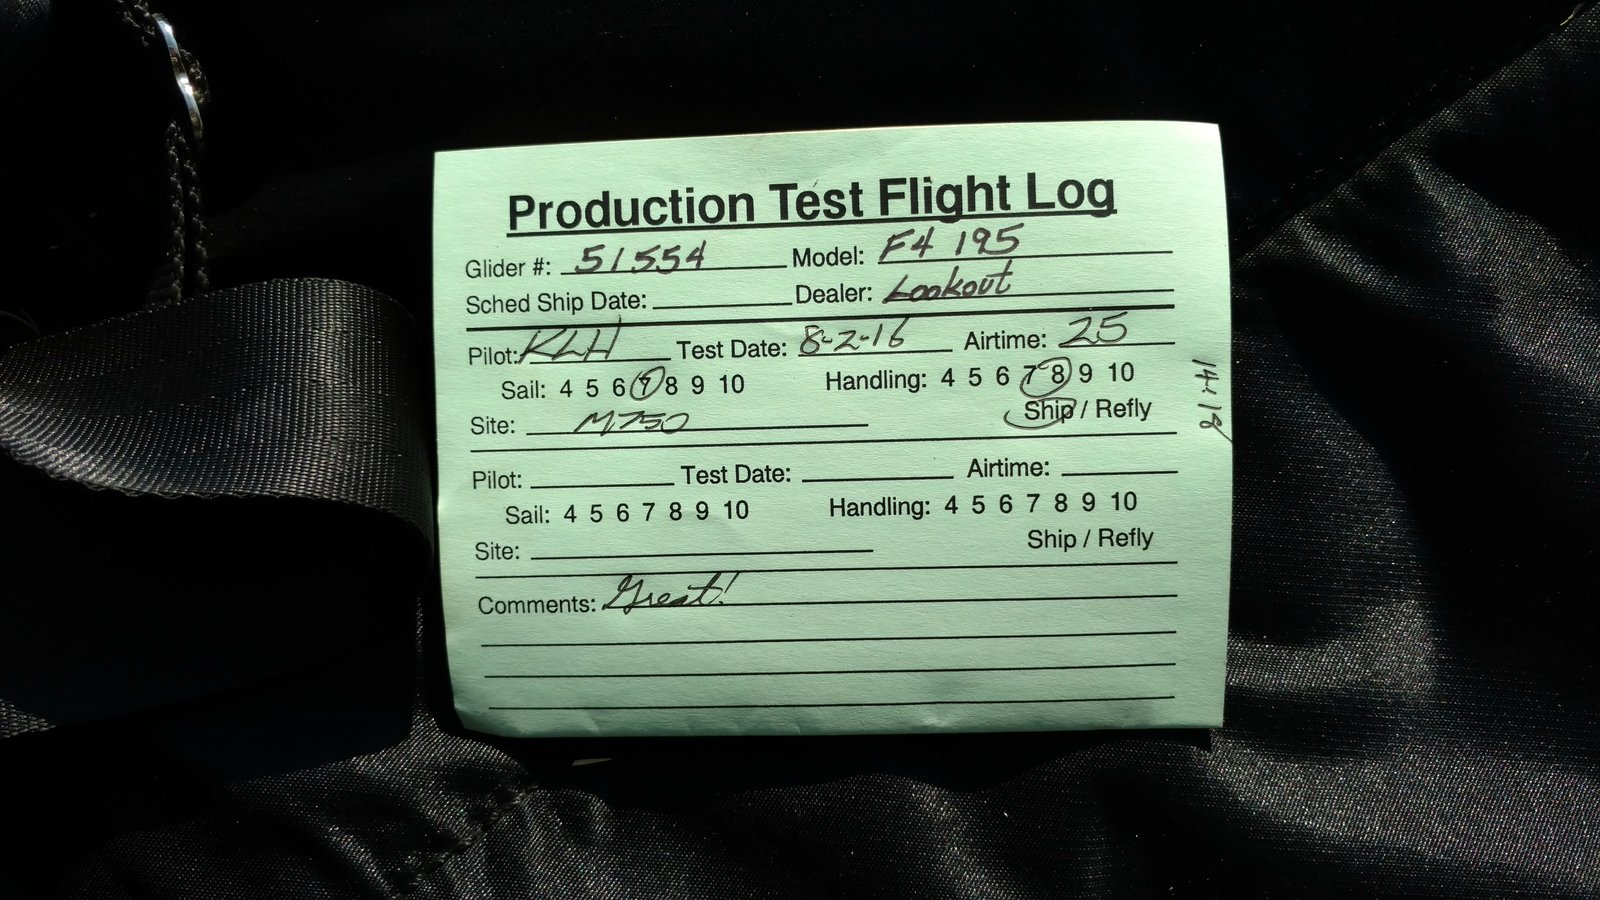 Production Test Flight Log
Glider #: 51554 Model: F4 195
Sched Ship Date: Dealer: Lookout
Pilot: KLH Test Date: 8-2-16 Airtime: 25
Sail: 4 5 6 7 8 9 10 Handling: 4 5 6 7 8 9 10
Site: M750 Ship / Refly
Pilot: Test Date: Airtime:
Sail: 4 5 6 7 8 9 10 Handling: 4 5 6 7 8 9 10
Site: Ship / Refly
Comments: Great!